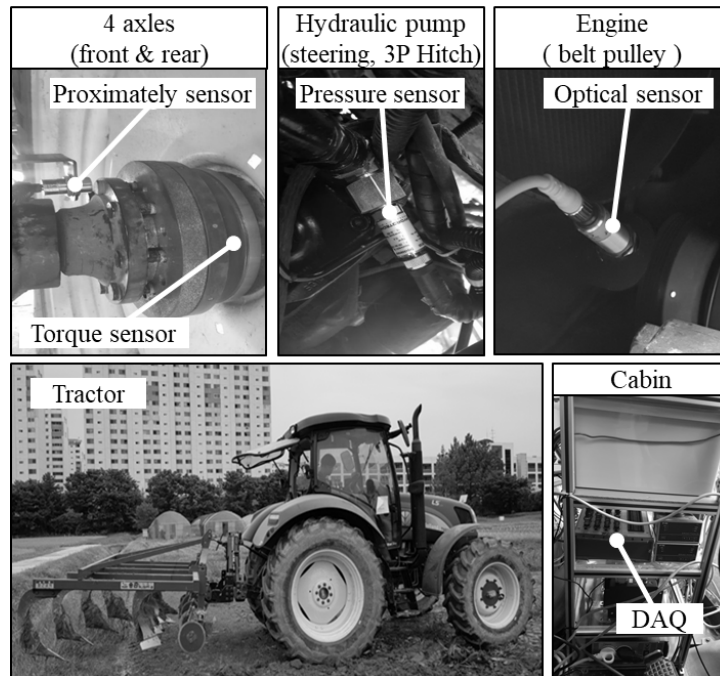 4 axles
(front & rear)
Proximately sensor
Torque sensor
Hydraulic pump
(steering, 3P Hitch)
Pressure sensor
Engine
( belt pulley )
Optical sensor
Tractor
LS
Cabin
DAQ